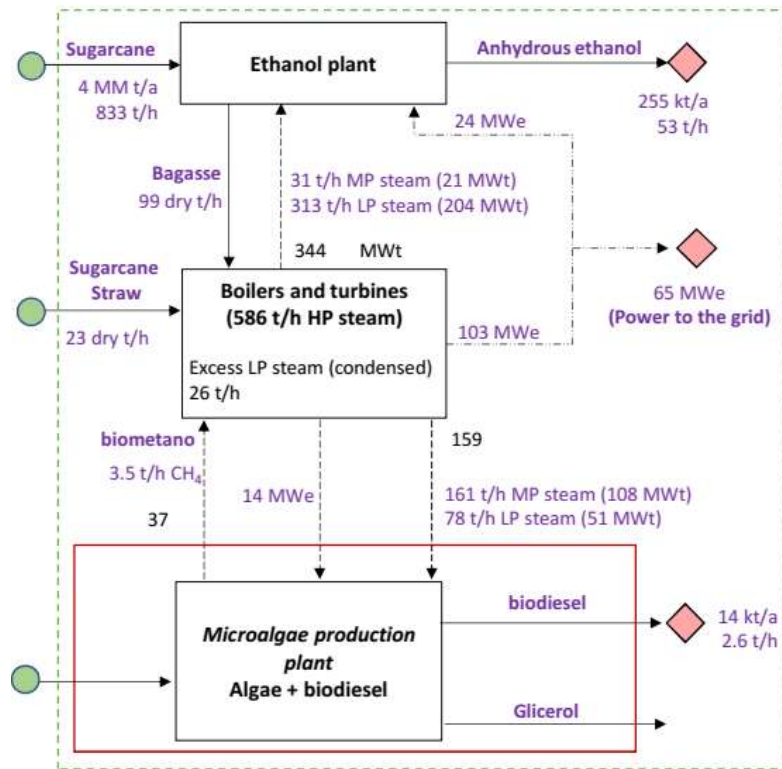 Sugarcane
4 MM t/a
833 t/h
Ethanol plant
Anhydrous ethanol
255 kt/a
53 t/h
24 MWe
Bagasse
99 dry t/h
31 t/h MP steam (21 MWt)
313 t/h LP steam (204 MWt)
344 MWt
Sugarcane
Straw
23 dry t/h
Boilers and turbines
(586 t/h HP steam)
Excess LP steam (condensed)
26 t/h
103 MWe
65 MWe
(Power to the grid)
biometano
3.5 t/h CH₄
37
14 MWe
159
161 t/h MP steam (108 MWt)
78 t/h LP steam (51 MWt)
Microalgae production
plant
Algae + biodiesel
biodiesel
14 kt/a
2.6 t/h
Glicerol